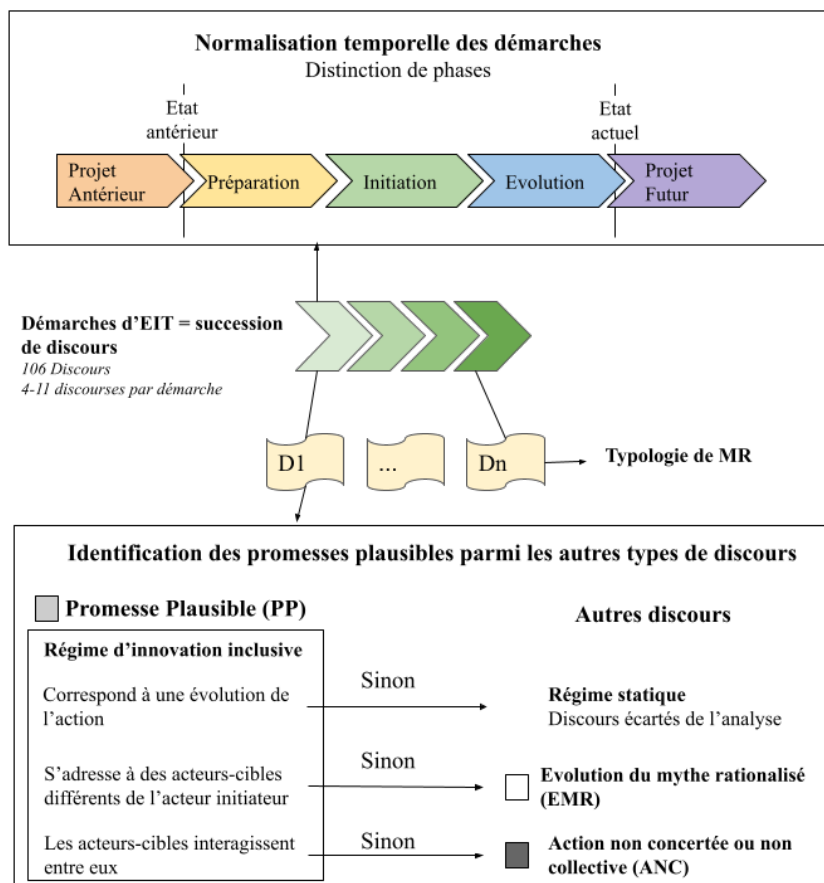 Normalisation temporelle des démarches
Distinction de phases
Etat
antérieur
Etat
actuel
Projet
Antérieur
Préparation
Initiation
Evolution
Projet
Futur
Démarches d'EIT = succession
de discours
106 Discours
4-11 discourses par démarche
D1
...
Dn
Typologie de MR
Identification des promesses plausibles parmi les autres types de discours
Promesse Plausible (PP)
Autres discours
Régime d'innovation inclusive
Correspond à une évolution de
l'action
Sinon
Régime statique
Discours écartés de l'analyse
S'adresse à des acteurs-cibles
différents de l'acteur initiateur
Sinon
Evolution du mythe rationalisé
(EMR)
Les acteurs-cibles interagissent
entre eux
Sinon
Action non concertée ou non
collective (ANC)